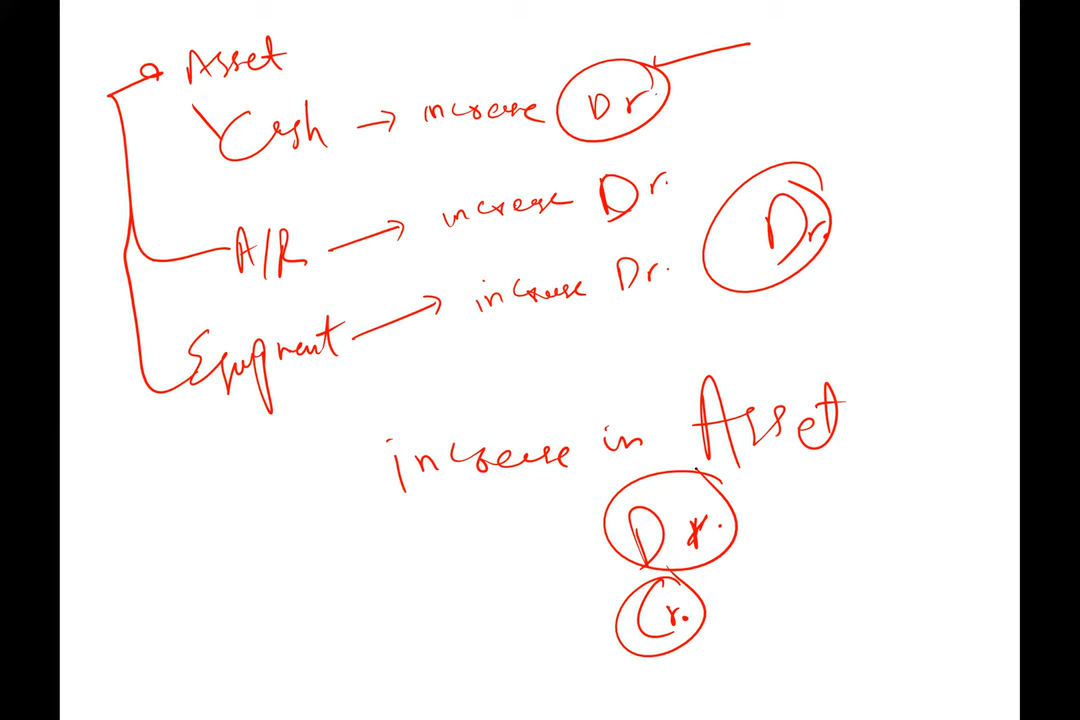 Asset
Cash → increase Dr.
A/R → increase Dr.
Dr.
Equipment → increase Dr.
increase in Asset
Dr.
Cr.